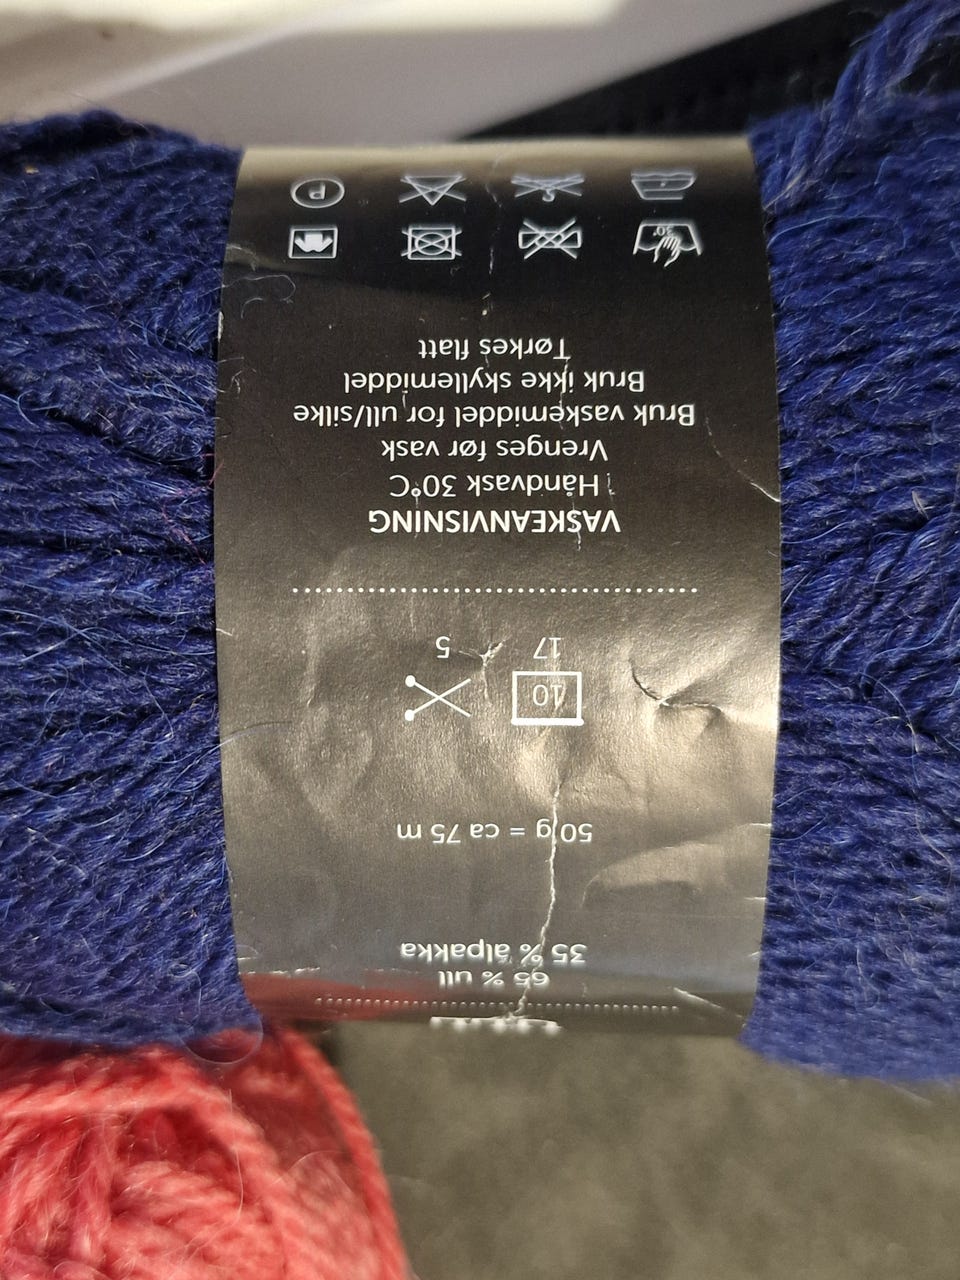 65 % ull
35 % alpakka
50 g = ca 75 m
10
17 5
VASKEANVISNING
Håndvask 30°C
Vrenges før vask
Bruk vaskemiddel for ull/silke
Bruk ikke skyllemiddel
Tørkes flatt
30°
P